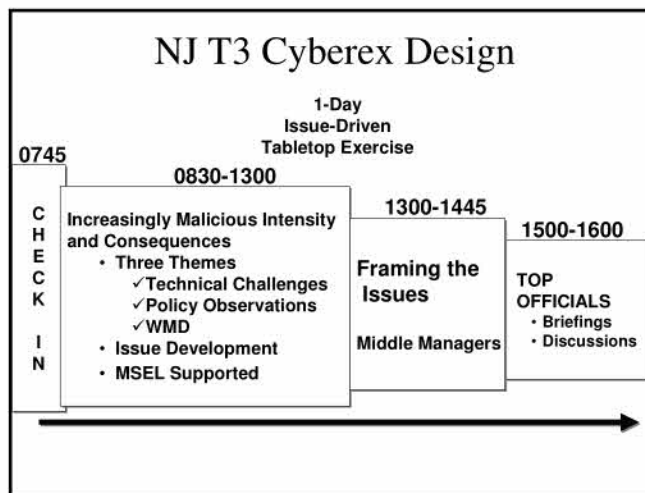 NJ T3 Cyberex Design
1-Day
Issue-Driven
Tabletop Exercise
0745
CHECK IN
0830-1300
Increasingly Malicious Intensity
and Consequences
• Three Themes
✓Technical Challenges
✓Policy Observations
✓WMD
• Issue Development
• MSEL Supported
1300-1445
Framing the
Issues
Middle Managers
1500-1600
TOP
OFFICIALS
• Briefings
• Discussions